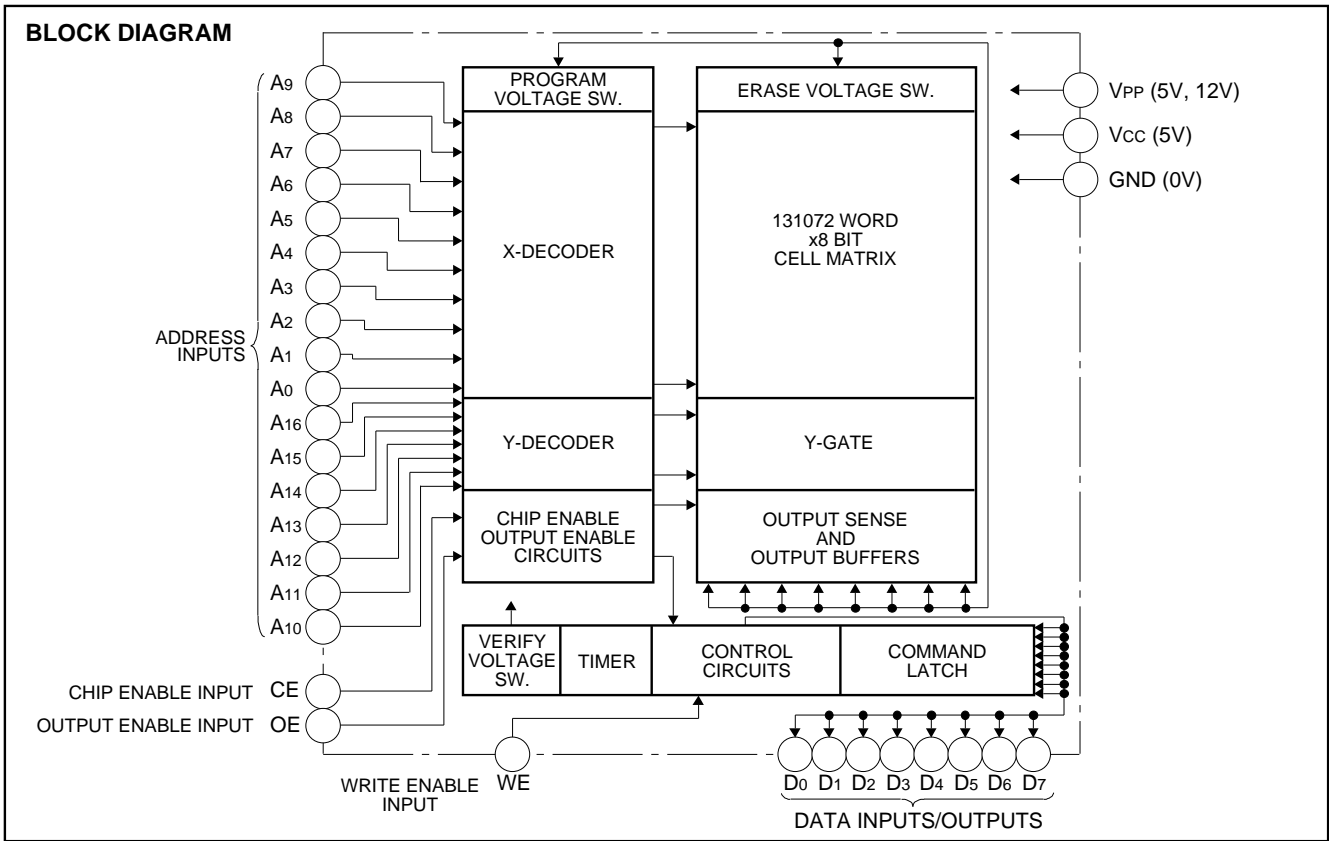 BLOCK DIAGRAM
A9
A8
A7
A6
A5
A4
A3
A2
A1
A0
A16
A15
A14
A13
A12
A11
A10
ADDRESS
INPUTS
CHIP ENABLE INPUT CE
OUTPUT ENABLE INPUT OE
WRITE ENABLE
INPUT
WE
PROGRAM
VOLTAGE SW.
X-DECODER
Y-DECODER
CHIP ENABLE
OUTPUT ENABLE
CIRCUITS
ERASE VOLTAGE SW.
131072 WORD
x8 BIT
CELL MATRIX
Y-GATE
OUTPUT SENSE
AND
OUTPUT BUFFERS
VERIFY
VOLTAGE
SW.
TIMER
CONTROL
CIRCUITS
COMMAND
LATCH
VPP (5V, 12V)
VCC (5V)
GND (0V)
D0 D1 D2 D3 D4 D5 D6 D7
DATA INPUTS/OUTPUTS